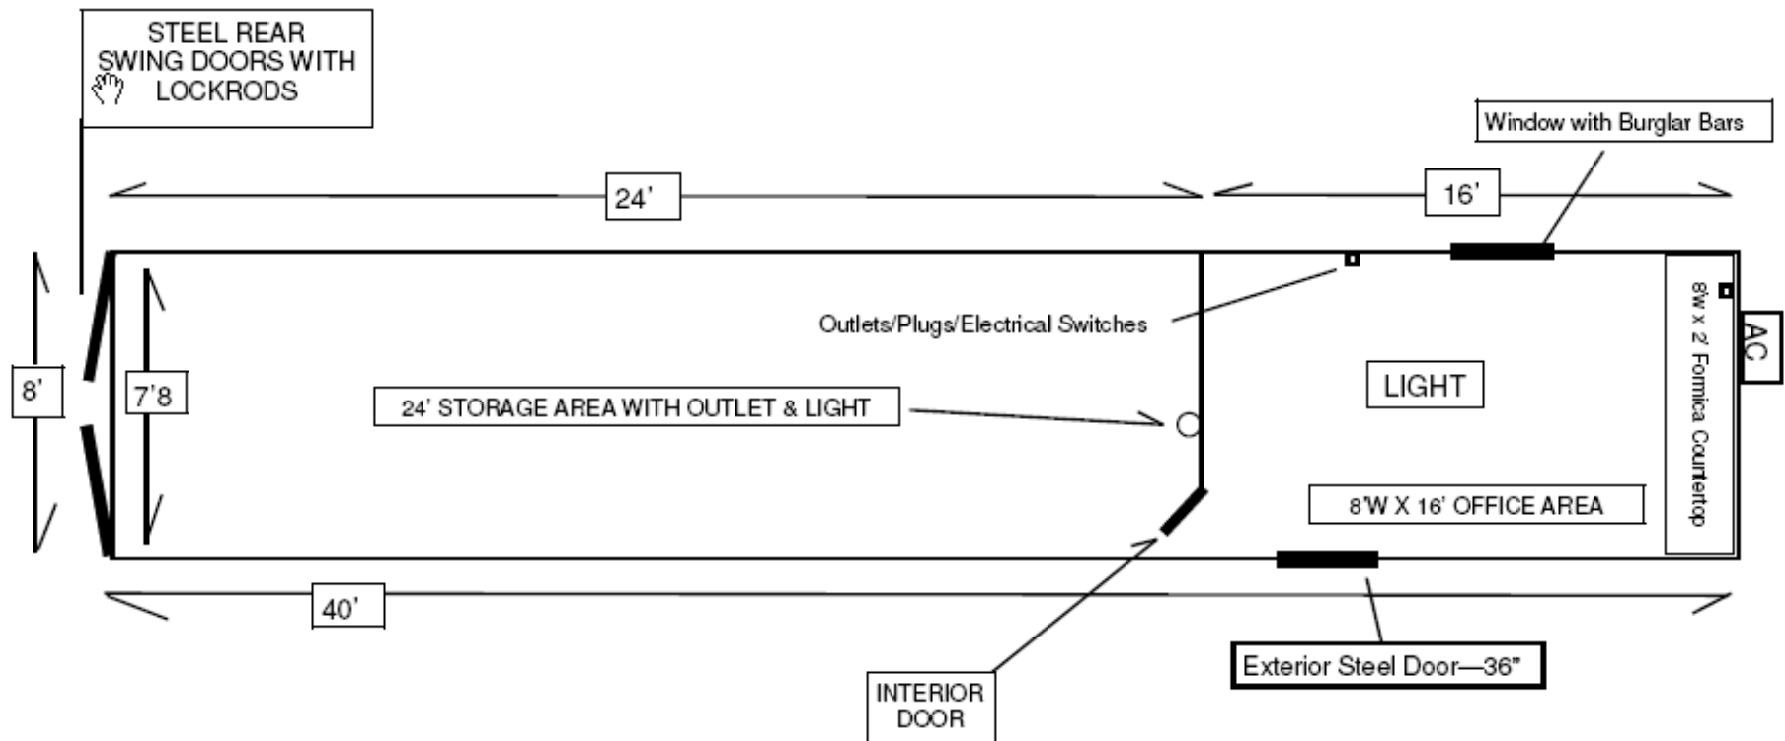 STEEL REAR
SWING DOORS WITH
LOCKRODS
Window with Burglar Bars
24’
16’
Outlets/Plugs/Electrical Switches
8'W x 2' Formica Countertop
AC
8’
7’8
24’ STORAGE AREA WITH OUTLET & LIGHT
LIGHT
8’W X 16’ OFFICE AREA
40’
Exterior Steel Door—36”
INTERIOR
DOOR